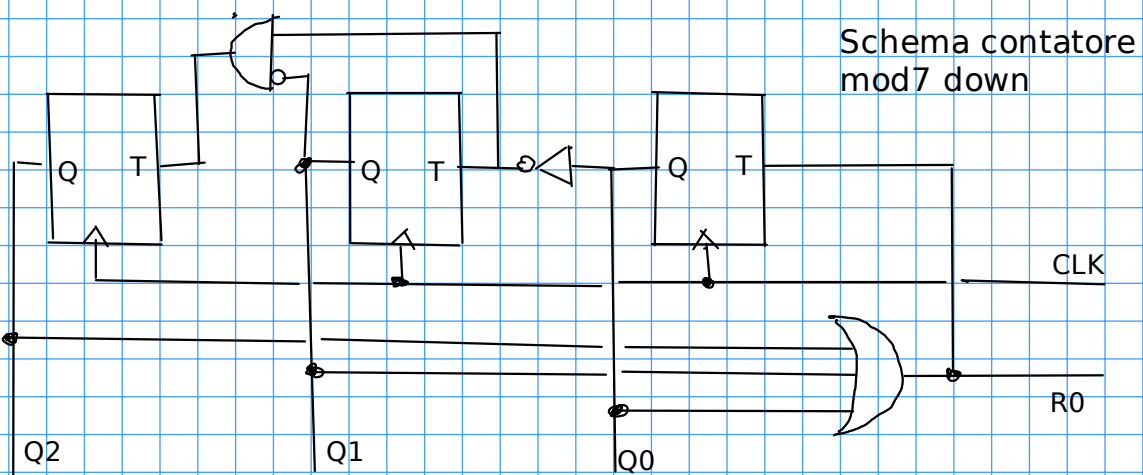 Schema contatore
mod7 down
Q T
Q T
Q T
CLK
R0
Q2
Q1
Q0